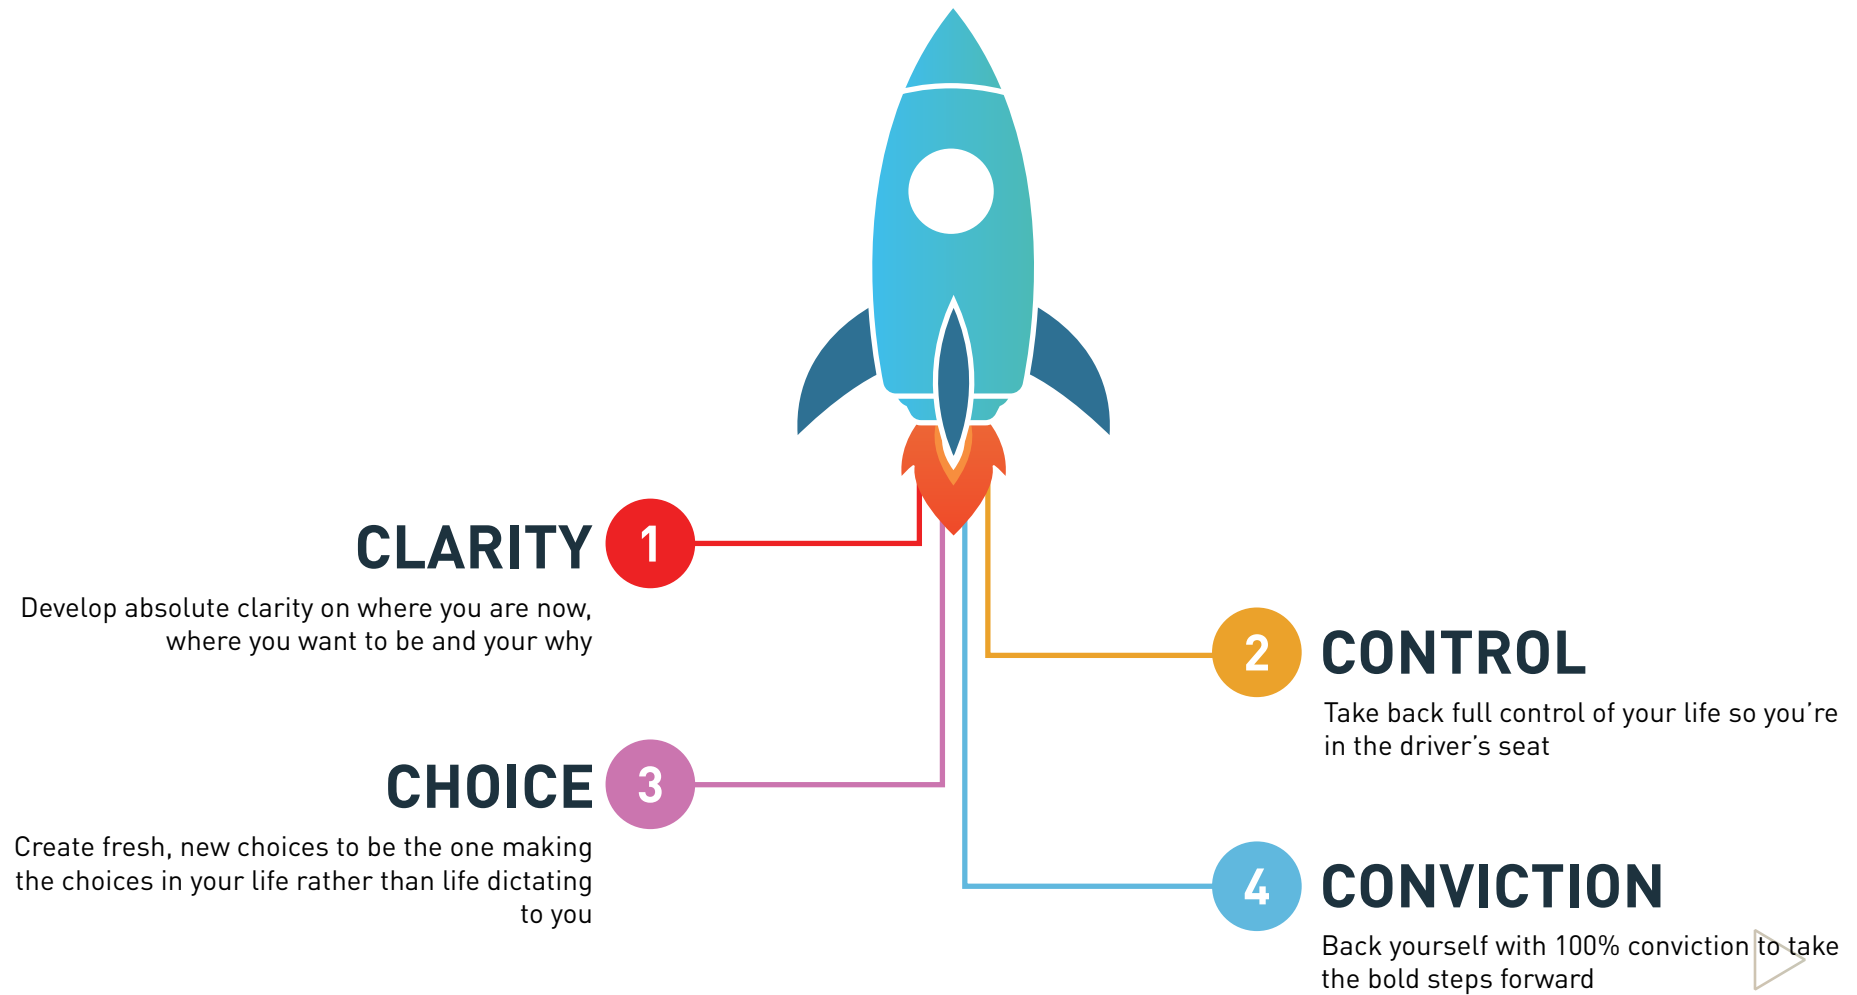 1
CLARITY
Develop absolute clarity on where you are now,
where you want to be and your why
2
CONTROL
Take back full control of your life so you’re
in the driver’s seat
3
CHOICE
Create fresh, new choices to be the one making
the choices in your life rather than life dictating
to you
4
CONVICTION
Back yourself with 100% conviction to take
the bold steps forward